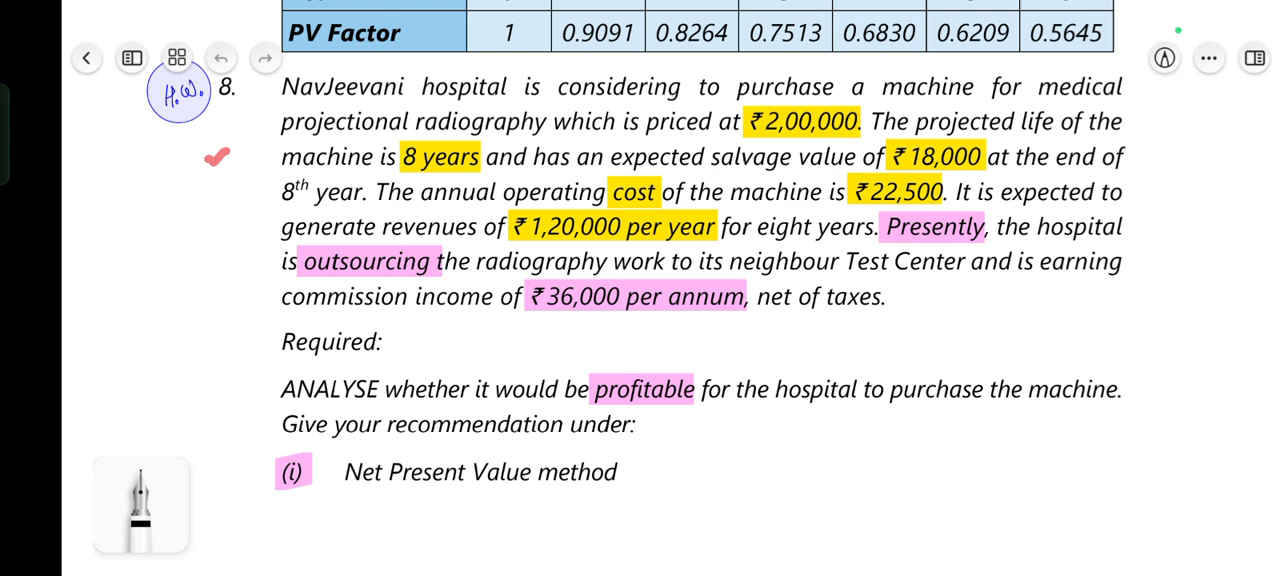 PV Factor 1 0.9091 0.8264 0.7513 0.6830 0.6209 0.5645
H.W. 8. NavJeevani hospital is considering to purchase a machine for medical
projectional radiography which is priced at ₹ 2,00,000. The projected life of the
machine is 8 years and has an expected salvage value of ₹ 18,000 at the end of
8th year. The annual operating cost of the machine is ₹ 22,500. It is expected to
generate revenues of ₹ 1,20,000 per year for eight years. Presently, the hospital
is outsourcing the radiography work to its neighbour Test Center and is earning
commission income of ₹ 36,000 per annum, net of taxes.
Required:
ANALYSE whether it would be profitable for the hospital to purchase the machine.
Give your recommendation under:
(i) Net Present Value method